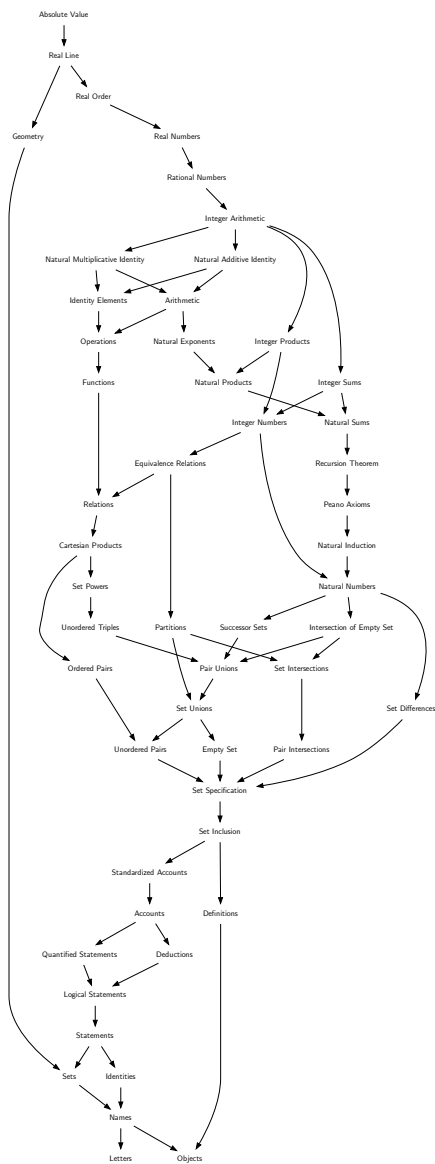 Absolute Value
Real Line
Real Order
Geometry
Real Numbers
Rational Numbers
Integer Arithmetic
Natural Multiplicative Identity
Natural Additive Identity
Identity Elements
Arithmetic
Operations
Natural Exponents
Integer Products
Functions
Natural Products
Integer Sums
Integer Numbers
Natural Sums
Equivalence Relations
Recursion Theorem
Relations
Peano Axioms
Cartesian Products
Natural Induction
Set Powers
Natural Numbers
Unordered Triples
Partitions
Successor Sets
Intersection of Empty Set
Ordered Pairs
Pair Unions
Set Intersections
Set Unions
Set Differences
Unordered Pairs
Empty Set
Pair Intersections
Set Specification
Set Inclusion
Standardized Accounts
Accounts
Definitions
Quantified Statements
Deductions
Logical Statements
Statements
Sets
Identities
Names
Letters
Objects